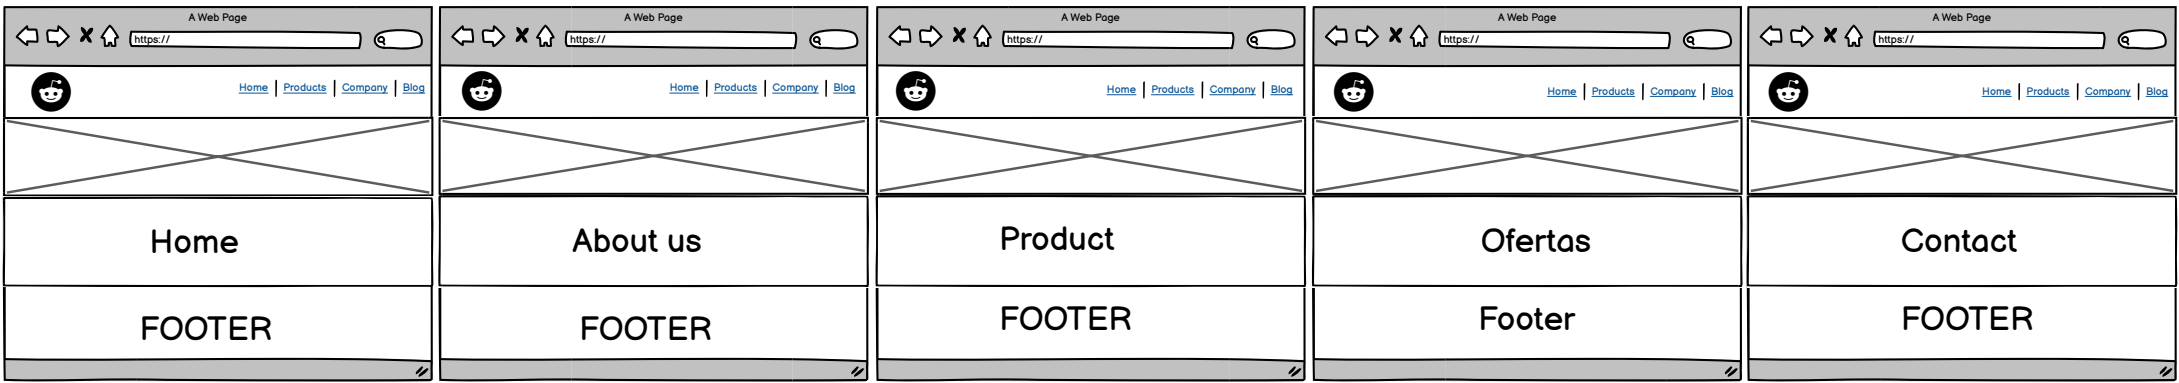 A Web Page
https://
Home | Products | Company | Blog
Home
FOOTER
A Web Page
https://
Home | Products | Company | Blog
About us
FOOTER
A Web Page
https://
Home | Products | Company | Blog
Product
FOOTER
A Web Page
https://
Home | Products | Company | Blog
Ofertas
Footer
A Web Page
https://
Home | Products | Company | Blog
Contact
FOOTER